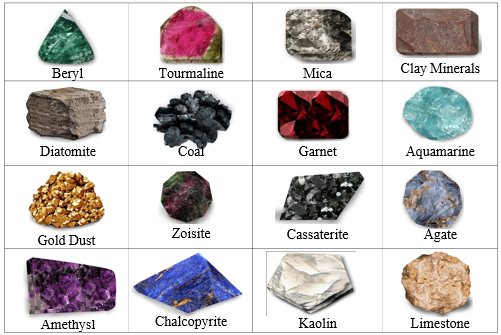 Beryl
Tourmaline
Mica
Clay Minerals
Diatomite
Coal
Garnet
Aquamarine
Gold Dust
Zoisite
Cassaterite
Agate
Amethysl
Chalcopyrite
Kaolin
Limestone